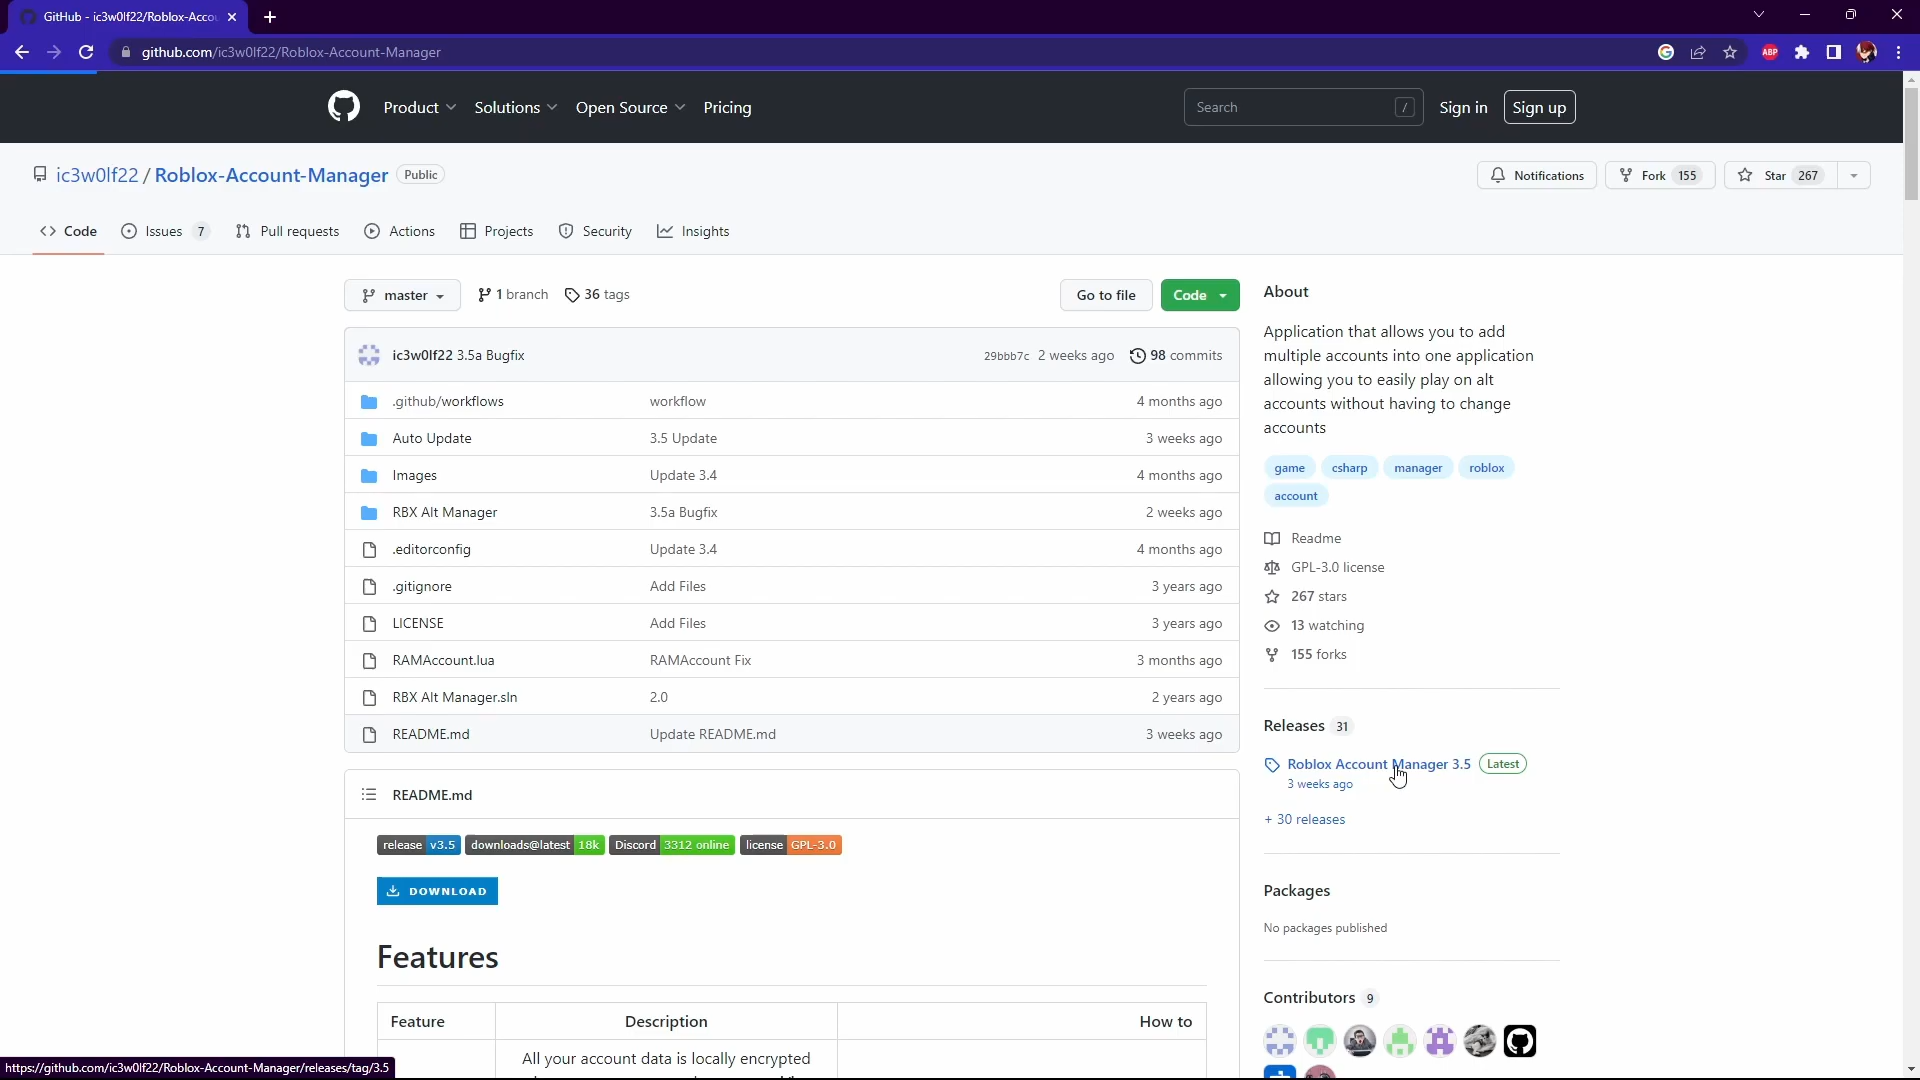 GitHub - ic3w0lf22/Roblox-Accou
github.com/ic3w0lf22/Roblox-Account-Manager
ABP
Product
Solutions
Open Source
Pricing
Search
/
Sign in
Sign up
ic3w0lf22 / Roblox-Account-Manager
Public
Notifications
Fork 155
Star 267
Code
Issues 7
Pull requests
Actions
Projects
Security
Insights
master
1 branch
36 tags
Go to file
Code
ic3w0lf22 3.5a Bugfix
29bbb7c 2 weeks ago
98 commits
.github/workflows
workflow
4 months ago
Auto Update
3.5 Update
3 weeks ago
Images
Update 3.4
4 months ago
RBX Alt Manager
3.5a Bugfix
2 weeks ago
.editorconfig
Update 3.4
4 months ago
.gitignore
Add Files
3 years ago
LICENSE
Add Files
3 years ago
RAMAccount.lua
RAMAccount Fix
3 months ago
RBX Alt Manager.sln
2.0
2 years ago
README.md
Update README.md
3 weeks ago
README.md
release v3.5
downloads@latest 18k
Discord 3312 online
license GPL-3.0
DOWNLOAD
Features
Feature
Description
How to
All your account data is locally encrypted
About
Application that allows you to add
multiple accounts into one application
allowing you to easily play on alt
accounts without having to change
accounts
game
csharp
manager
roblox
account
Readme
GPL-3.0 license
267 stars
13 watching
155 forks
Releases 31
Roblox Account Manager 3.5
Latest
3 weeks ago
+ 30 releases
Packages
No packages published
Contributors 9
https://github.com/ic3w0lf22/Roblox-Account-Manager/releases/tag/3.5